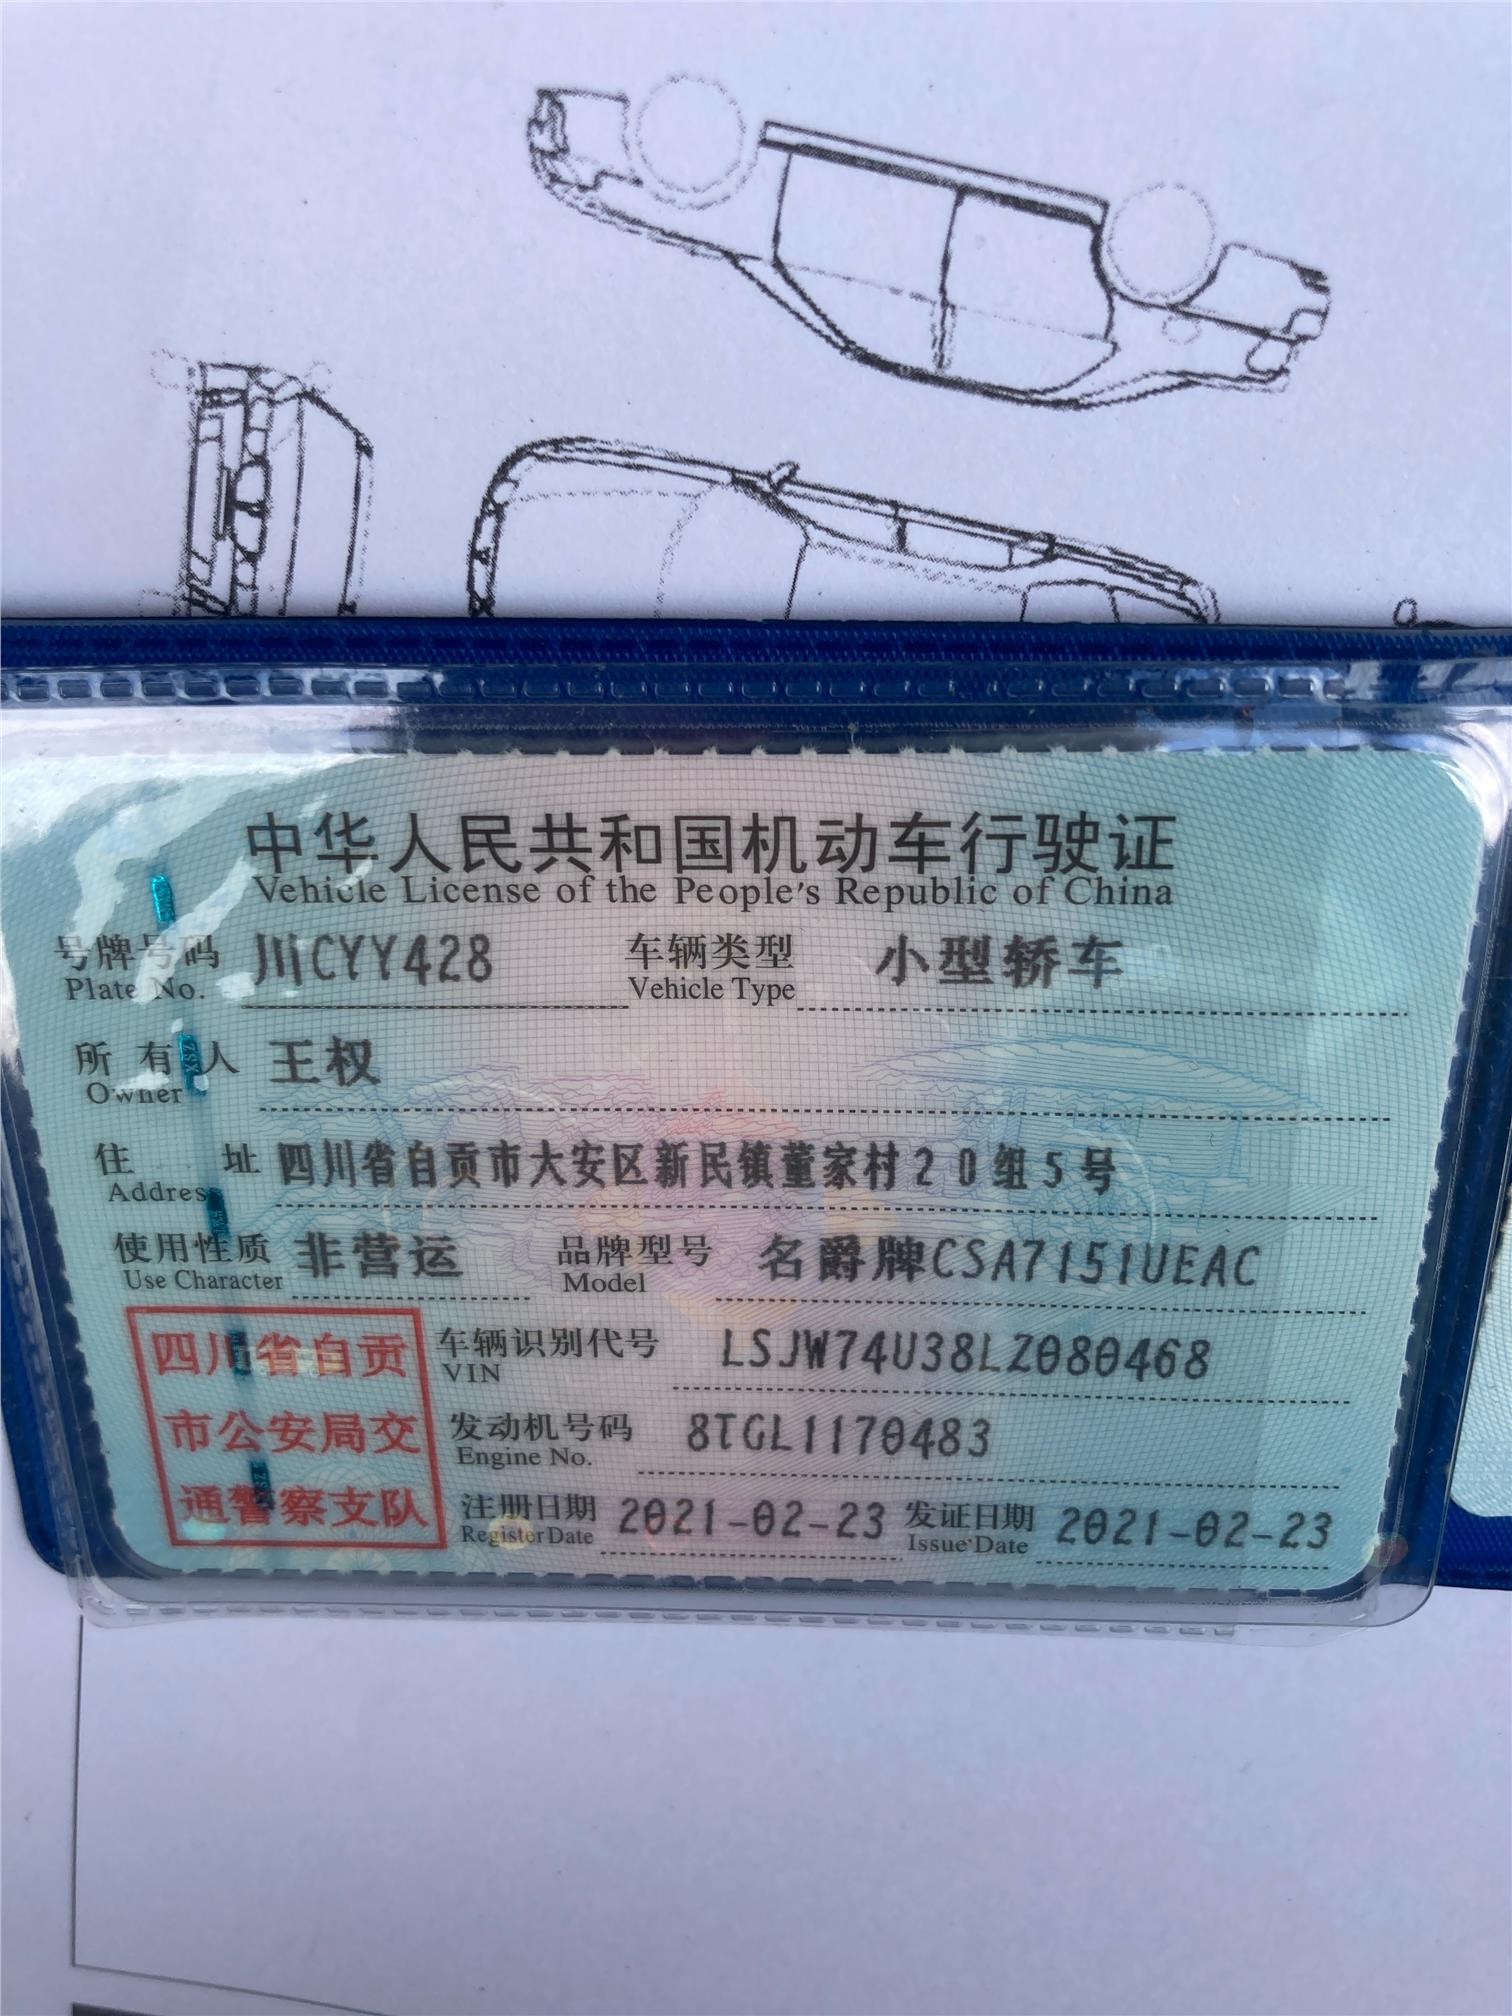 中华人民共和国机动车行驶证
Vehicle License of the People's Republic of China
号牌号码 川CYY428 车辆类型 小型轿车
Plate No. Vehicle Type
所有人 王权
Owner
住址 四川省自贡市大安区新民镇董家村20组5号
Address
使用性质 非营运 品牌型号 名爵牌CSA7151UEAC
Use Character Model
四川省自贡 车辆识别代号 LSJW74U38LZ080468
VIN
市公安局交 发动机号码 8TGL1170483
Engine No.
通警察支队 注册日期 2021-02-23 发证日期 2021-02-23
Register Date Issue Date